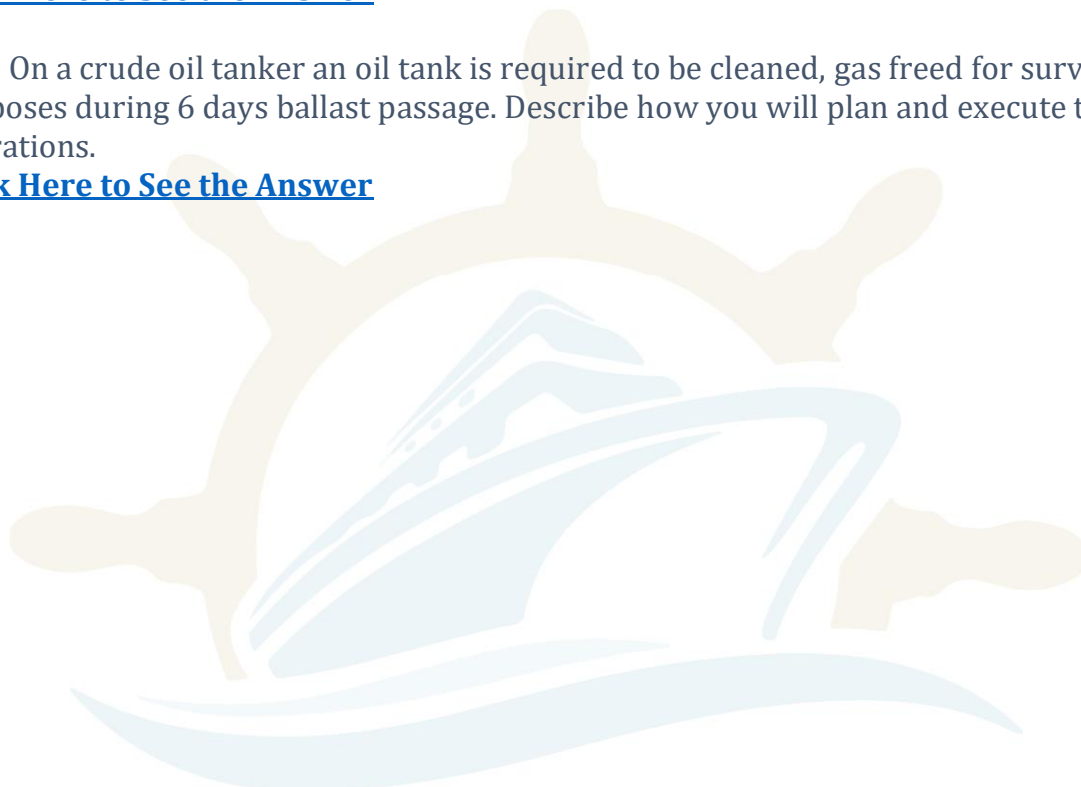 On a crude oil tanker an oil tank is required to be cleaned, gas freed for surv
oses during 6 days ballast passage. Describe how you will plan and execute t
rations.
k Here to See the Answer